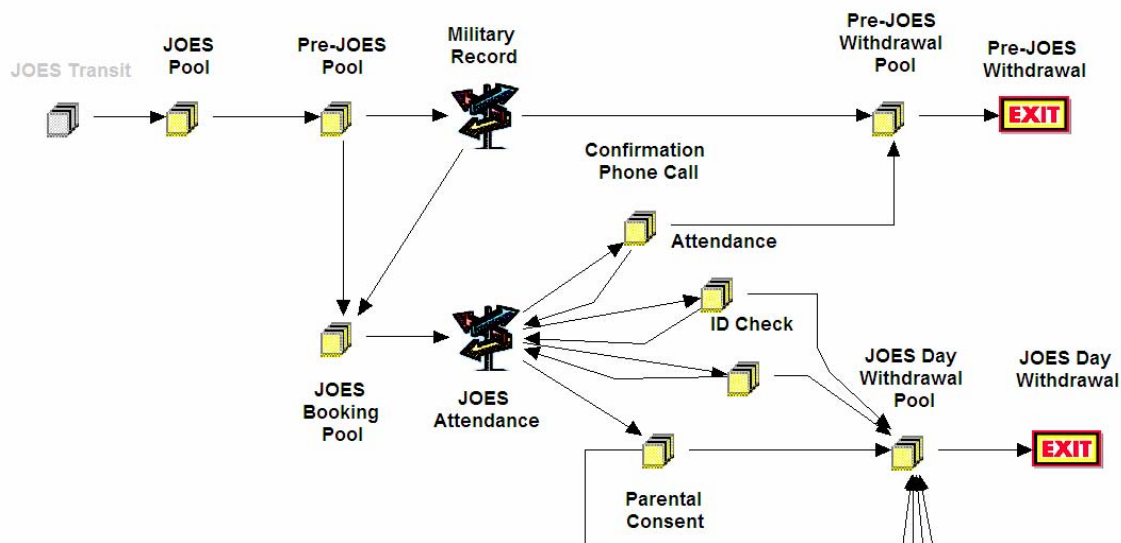 JOES Transit
JOES
Pool
Pre-JOES
Pool
Military
Record
Pre-JOES
Withdrawal
Pool
Pre-JOES
Withdrawal
EXIT
Confirmation
Phone Call
Attendance
ID Check
JOES
Booking
Pool
JOES
Attendance
JOES Day
Withdrawal
Pool
JOES Day
Withdrawal
EXIT
Parental
Consent